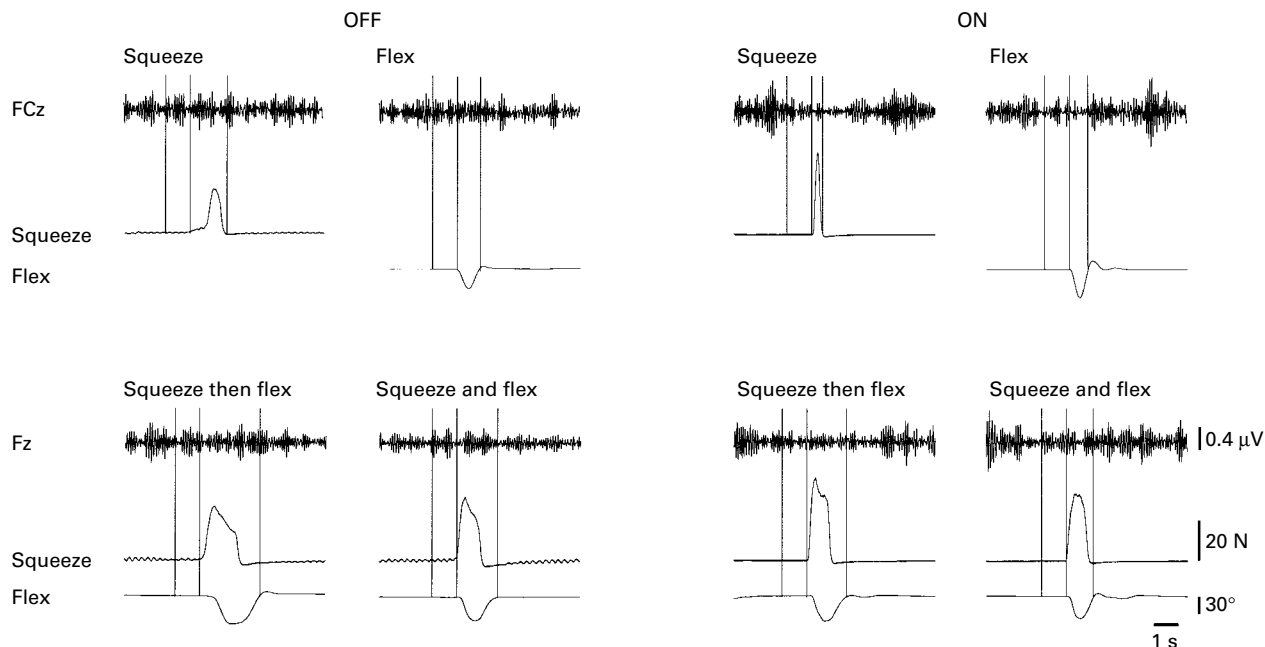 OFF ON
Squeeze Flex Squeeze Flex
FCz
Squeeze
Flex
Squeeze then flex Squeeze and flex Squeeze then flex Squeeze and flex
Fz
0.4 μV
20 N
Squeeze
Flex
30°
1 s